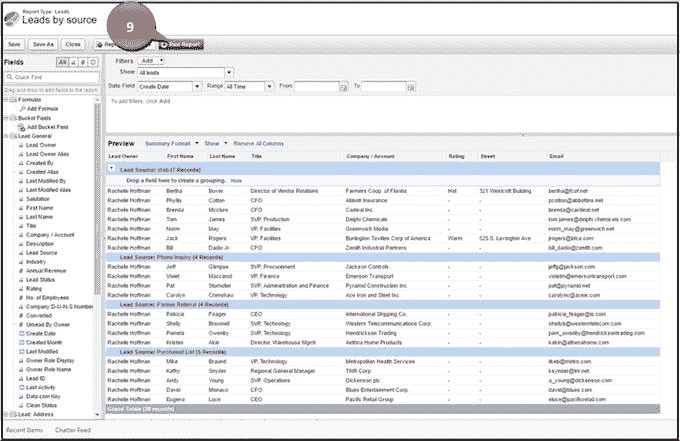 Report Type: Leads
Leads by source
9
Save Save As Close Report Run Report
Fields All
Quick Find
Drag and drop to add fields to the report.
Formulas
Add Formula
Bucket Fields
Add Bucket Field
Lead General
Lead Owner
Lead Owner Alias
Created By
Created Alias
Last Modified By
Last Modified Alias
Salutation
First Name
Last Name
Title
Company / Account
Description
Lead Source
Industry
Annual Revenue
Lead Status
Rating
No. of Employees
Company D-U-N-S Number
Converted
Unread By Owner
Create Date
Created Month
Last Modified
Owner Role Display
Owner Role Name
Lead ID
Last Activity
Data.com Key
Clean Status
Lead: Address
Filters Add
Show All leads
Date Field Create Date Range All Time From To
To add filters, click Add.
Preview Summary Format Show Remove All Columns
Lead Owner First Name Last Name Title Company / Account Rating Street Email
Lead Source: Web (7 Records)
Drop a field here to create a grouping. Hide
Rachelle Hoffman Bertha Boxer Director of Vendor Relations Farmers Coop. of Florida Hot 321 Westcott Building bertha@fcof.net
Rachelle Hoffman Phyllis Cotton CFO Abbott Insurance - - pcotton@abbottins.net
Rachelle Hoffman Brenda Mcclure CFO Cadinal Inc. - - brenda@cardinal.net
Rachelle Hoffman Tom James SVP, Production Delphi Chemicals - - tom.james@delphi.chemicals.com
Rachelle Hoffman Norm May VP, Facilities Greenwich Media - - norm_may@greenwich.net
Rachelle Hoffman Jack Rogers VP, Facilities Burlington Textiles Corp of America Warm 525 S. Lexington Ave jrogers@btca.com
Rachelle Hoffman Bill Dadio Jr CFO Zenith Industrial Partners - - bill_dadio@zenith.com
Lead Source: Phone Inquiry (4 Records)
Rachelle Hoffman Jeff Glimpse SVP, Procurement Jackson Controls - - jeffg@jackson.com
Rachelle Hoffman Violet Maccleod VP, Finance Emerson Transport - - violetm@emersontransport.com
Rachelle Hoffman Pat Stumuller SVP, Administration and Finance Pyramid Construction Inc. - - pat@pyramid.net
Rachelle Hoffman Carolyn Crenshaw VP, Technology Ace Iron and Steel Inc. - - carolync@aceis.com
Lead Source: Partner Referral (4 Records)
Rachelle Hoffman Patricia Feager CEO International Shipping Co. - - patricia_feager@is.com
Rachelle Hoffman Shelly Brownell SVP, Technology Western Telecommunications Corp. - - shellyb@westerntelecom.com
Rachelle Hoffman Pamela Owenby SVP, Technology Hendrickson Trading - - pam_owenby@hendricksontrading.com
Rachelle Hoffman Kristen Akin Director, Warehouse Mgmt Aethna Home Products - - kakin@athenahome.com
Lead Source: Purchased List (5 Records)
Rachelle Hoffman Mike Braund VP, Technology Metropolitan Health Services - - likeb@metro.com
Rachelle Hoffman Kathy Snyder Regional General Manager TNR Corp. - - ksynder@tnr.net
Rachelle Hoffman Andy Young SVP, Operations Dickenson plc - - a_young@dickenson.com
Rachelle Hoffman David Monaco CFO Blues Entertainment Corp. - - david@blues.com
Rachelle Hoffman Eugena Luce CEO Pacific Retail Group - - eluce@pacificretail.com
Grand Totals
Recent Items Chatter Feed